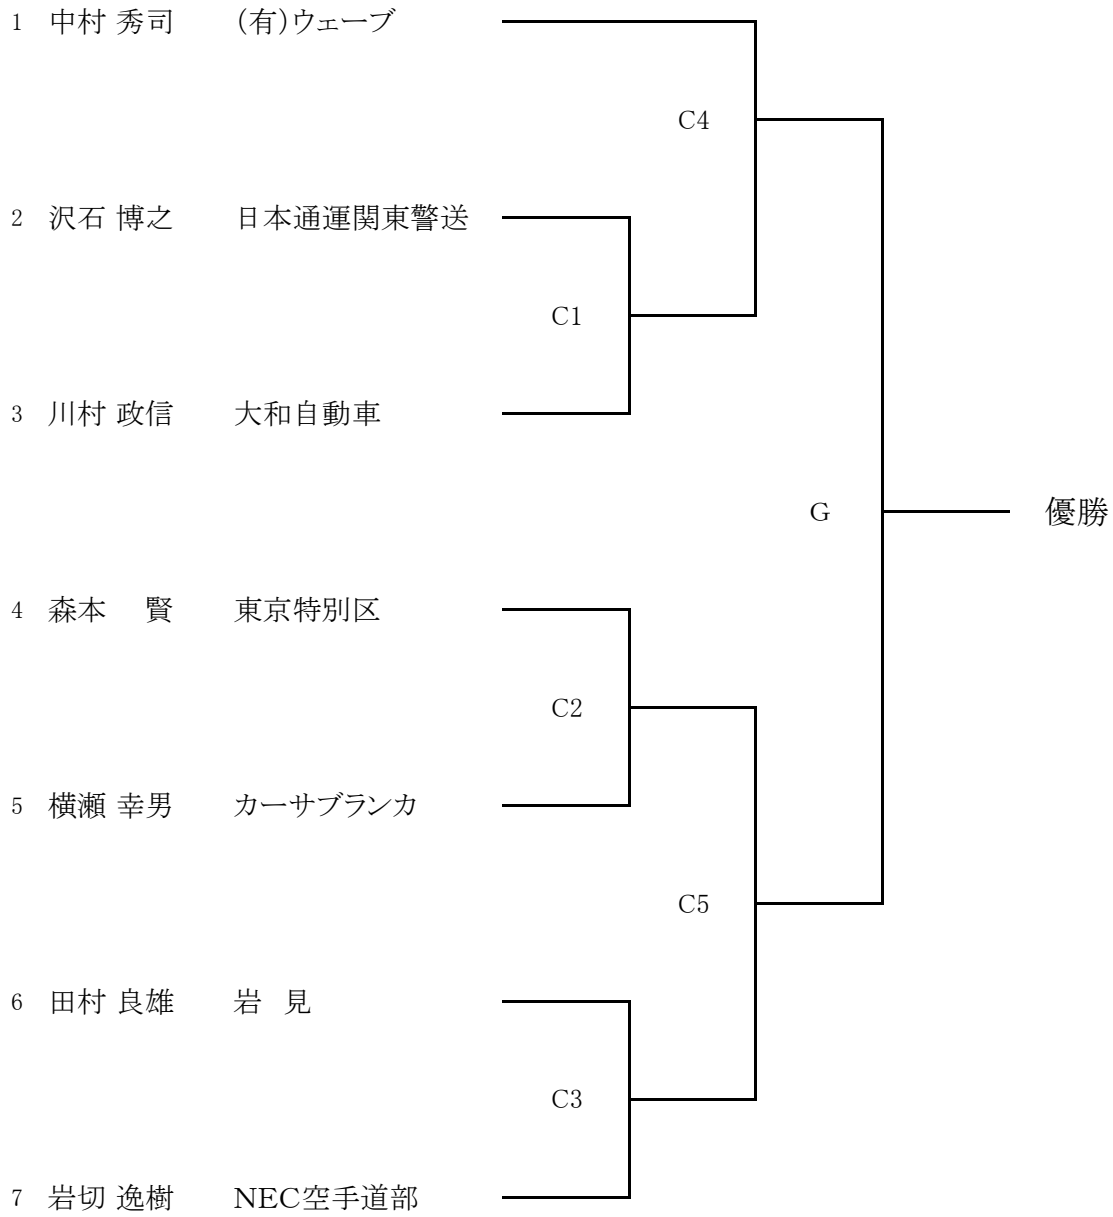 1 中村 秀司 (有)ウェーブ
C4
2 沢石 博之 日本通運関東警送
C1
3 川村 政信 大和自動車
G 優勝
4 森本 賢 東京特別区
C2
5 横瀬 幸男 カーサブランカ
C5
6 田村 良雄 岩 見
C3
7 岩切 逸樹 NEC空手道部